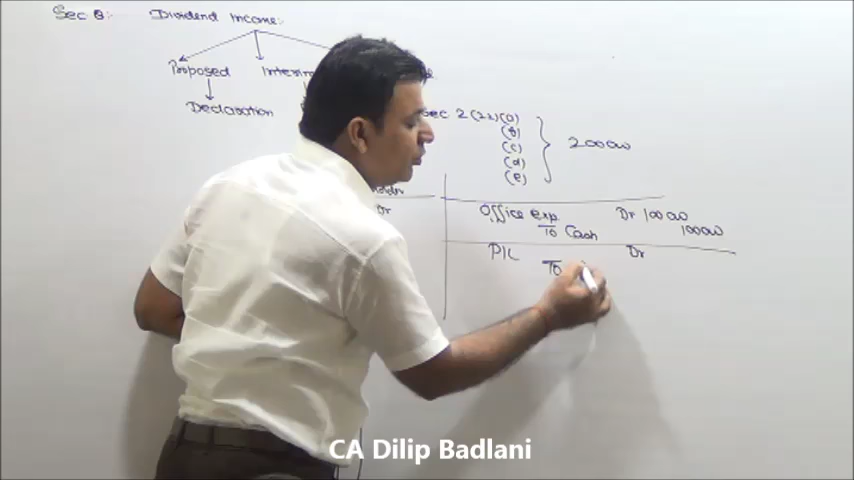 Sec 8:- Dividend Income:-
Proposed Interim
Declaration
Sec 2(22)(a)
(b)
(c)
(d)
(e)
20000
Dr
Office exp Dr 10000
To Cash 10000
P/L Dr
To
CA Dilip Badlani